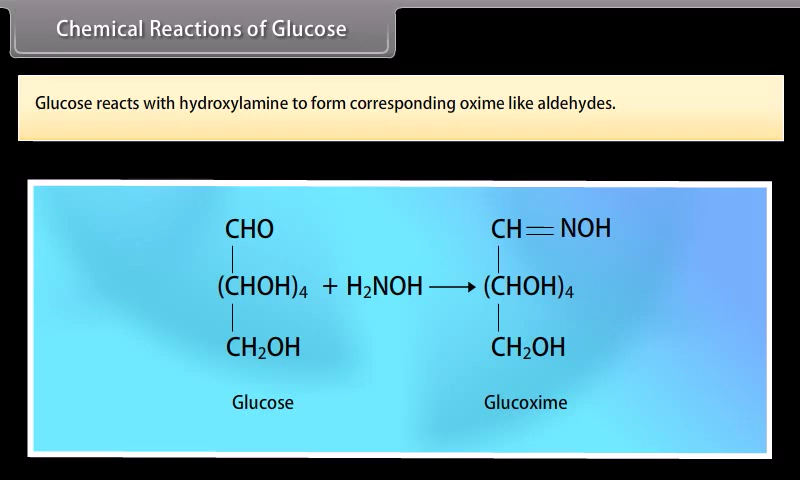 Chemical Reactions of Glucose
Glucose reacts with hydroxylamine to form corresponding oxime like aldehydes.
CHO CH=NOH
(CHOH)₄ + H₂NOH ⟶ (CHOH)₄
CH₂OH CH₂OH
Glucose Glucoxime